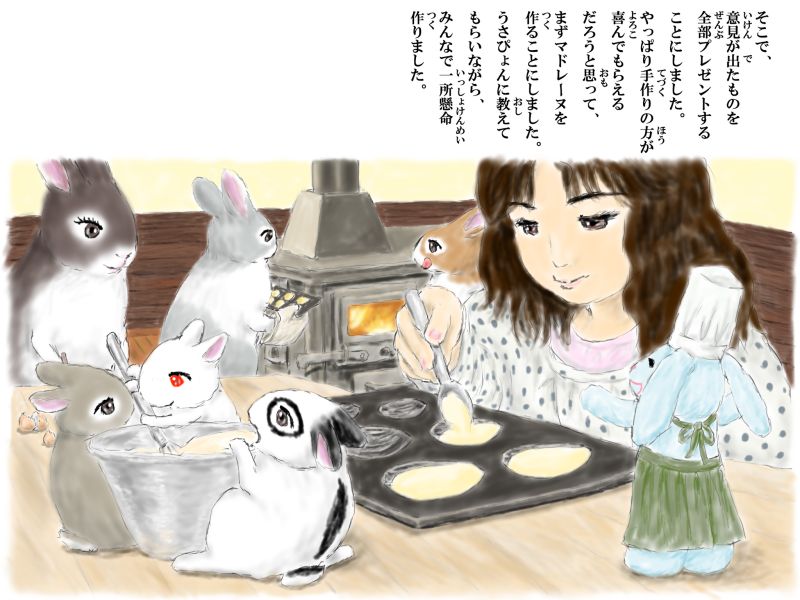 そこで、
意見が出たものを
全部プレゼントする
ことにしました。
やっぱり手作りの方が
喜んでもらえる
だろうと思って、
まずマドレーヌを
作ることにしました。
うさぴょんに教えて
もらいながら、
みんなで一所懸命
作りました。